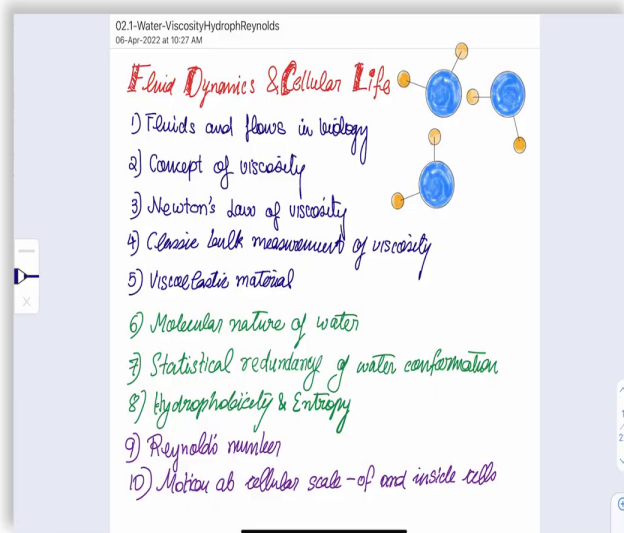 02.1-Water-ViscosityHydrophReynolds
06-Apr-2022 at 10:27 AM
Fluid Dynamics & Cellular Life
1) Fluids and flows in biology
2) Concept of viscosity
3) Newton's Law of viscosity
4) Classic bulk measurement of viscosity
5) Viscoelastic material
6) Molecular nature of water
7) Statistical redundancy of water conformation
8) Hydrophobicity & Entropy
9) Reynold's number
10) Motion at cellular scale - of and inside cells